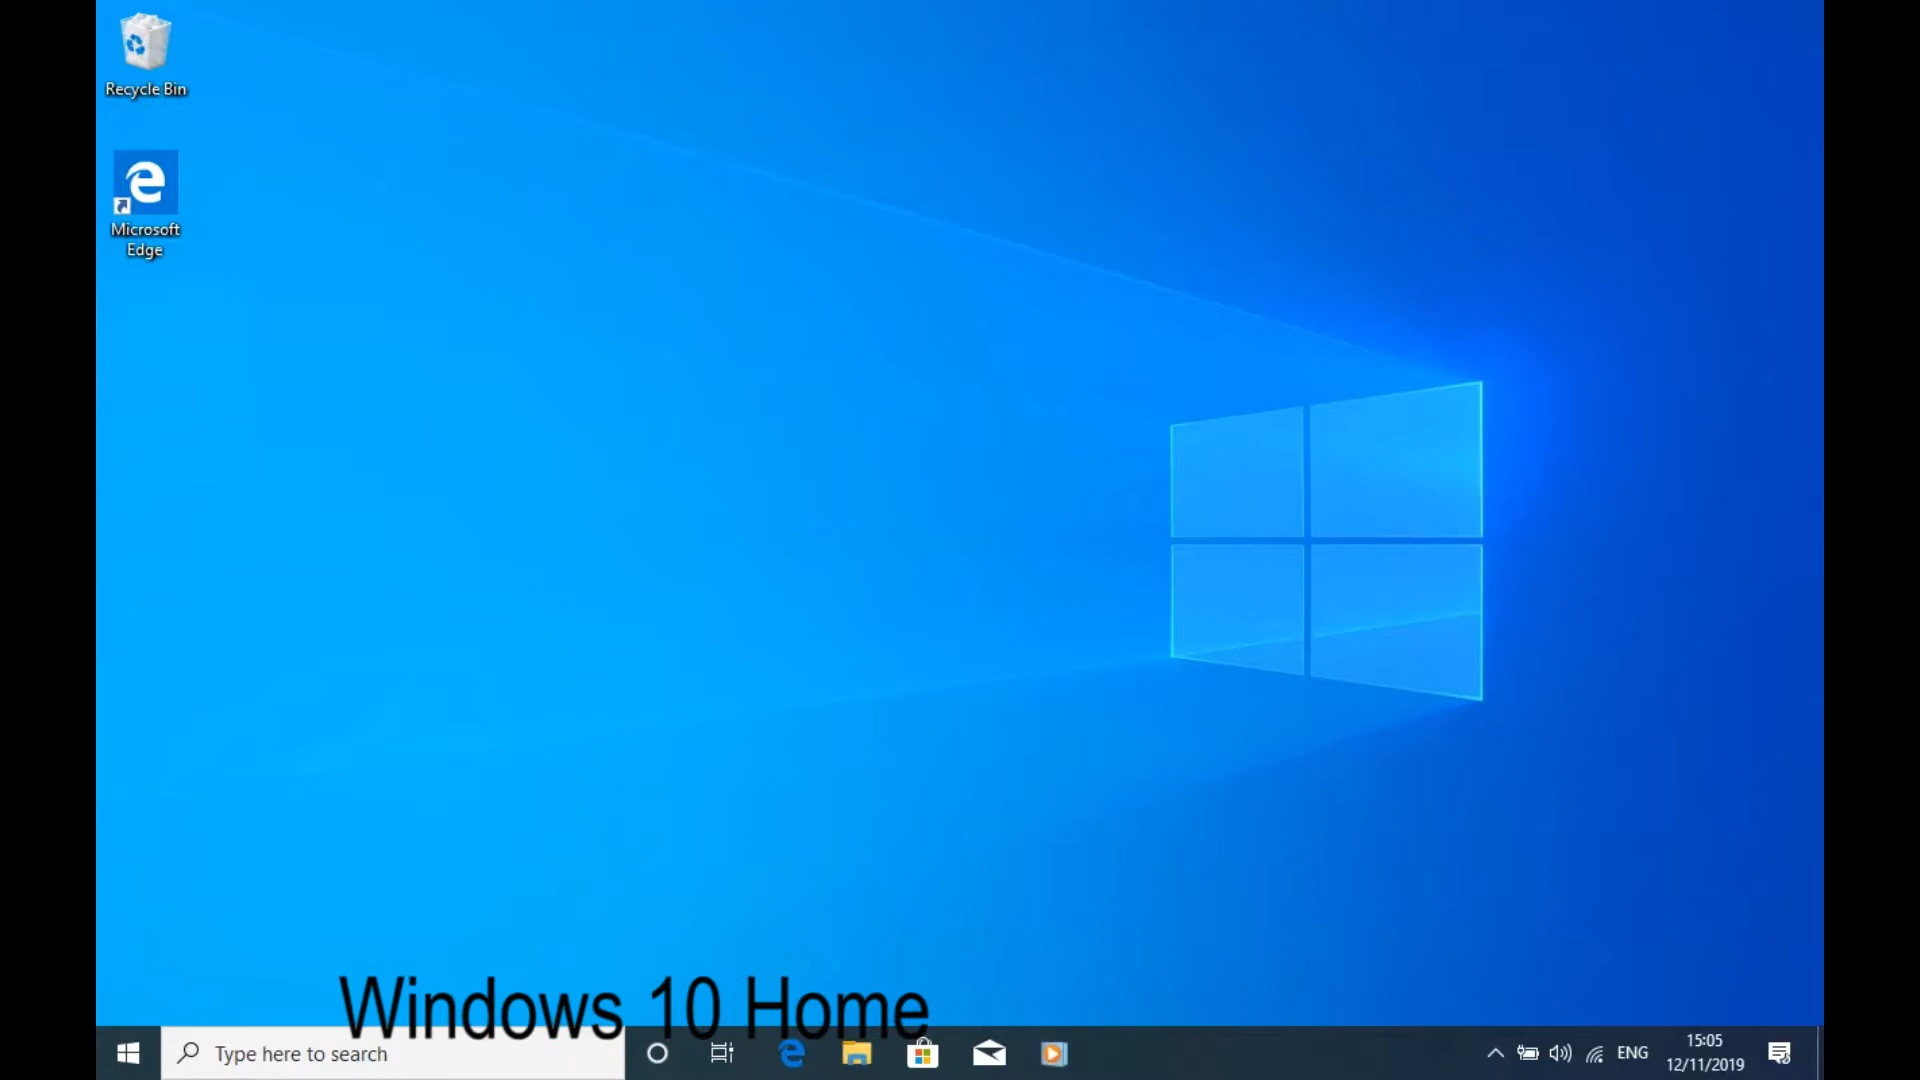 Recycle Bin
Microsoft
Edge
Windows 10 Home
Type here to search
ENG
15:05
12/11/2019